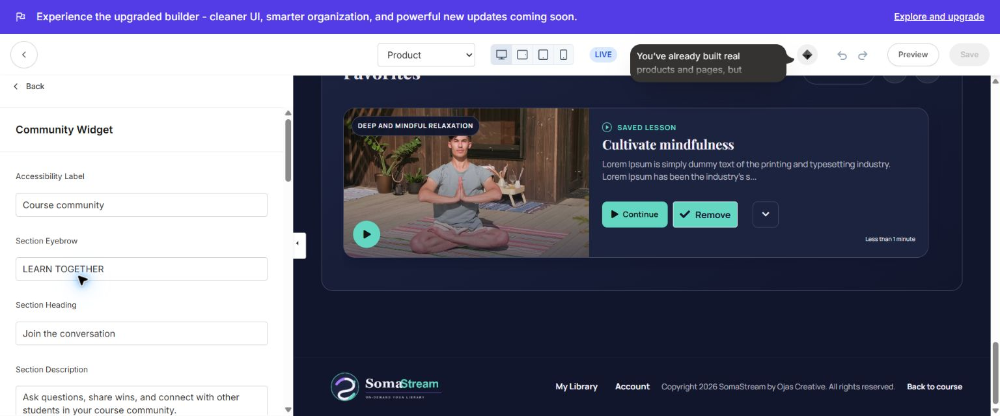 Experience the upgraded builder - cleaner UI, smarter organization, and powerful new updates coming soon.
Explore and upgrade
Product
LIVE
You've already built real
products and pages, but
Preview
Save
Back
Community Widget
Accessibility Label
Course community
Section Eyebrow
LEARN TOGETHER
Section Heading
Join the conversation
Section Description
Ask questions, share wins, and connect with other
students in your course community.
Favorites
DEEP AND MINDFUL RELAXATION
SAVED LESSON
Cultivate mindfulness
Lorem Ipsum is simply dummy text of the printing and typesetting industry.
Lorem Ipsum has been the industry's s...
Continue
Remove
Less than 1 minute
SomaStream
ON-DEMAND YOGA LIBRARY
My Library
Account
Copyright 2026 SomaStream by Ojas Creative. All rights reserved.
Back to course